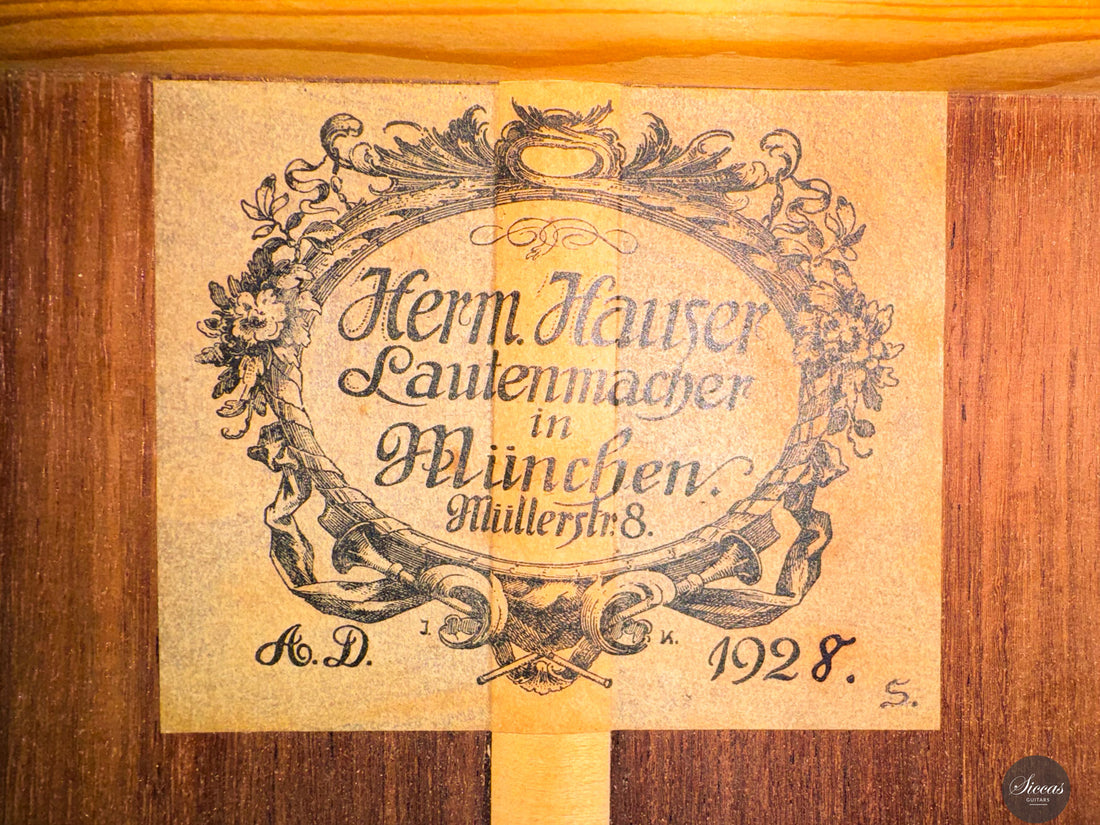 Herm. Hauser
Lautenmacher
in
München.
Müllerstr. 8.
J. K.
A. D. 1928.
S.
Siccas
GUITARS